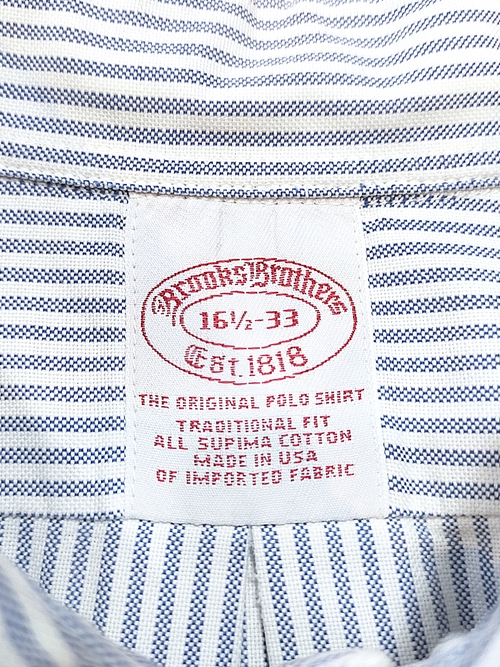 Brooks Brothers
16½-33
Est. 1818
THE ORIGINAL POLO SHIRT
TRADITIONAL FIT
ALL SUPIMA COTTON
MADE IN USA
OF IMPORTED FABRIC